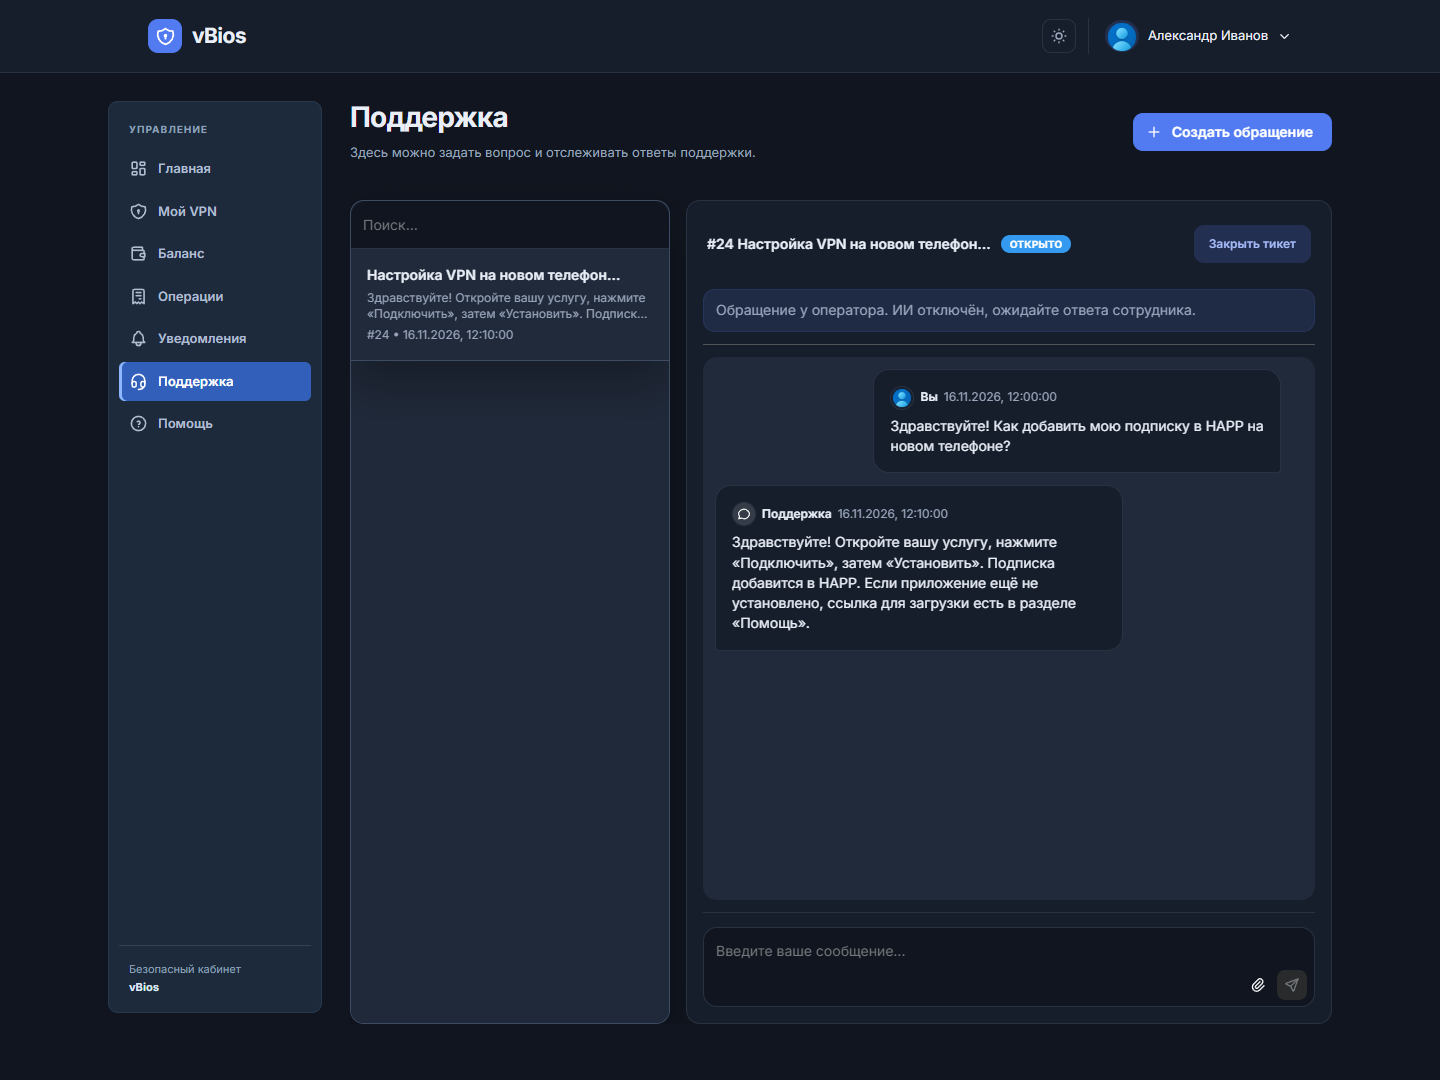 vBios
Александр Иванов
УПРАВЛЕНИЕ
Главная
Мой VPN
Баланс
Операции
Уведомления
Поддержка
Помощь
Безопасный кабинет
vBios
Поддержка
Здесь можно задать вопрос и отслеживать ответы поддержки.
Создать обращение
Поиск...
Настройка VPN на новом телефон...
Здравствуйте! Откройте вашу услугу, нажмите
«Подключить», затем «Установить». Подписк...
#24 • 16.11.2026, 12:10:00
#24 Настройка VPN на новом телефон...
ОТКРЫТО
Закрыть тикет
Обращение у оператора. ИИ отключён, ожидайте ответа сотрудника.
Вы 16.11.2026, 12:00:00
Здравствуйте! Как добавить мою подписку в HAPP на
новом телефоне?
Поддержка 16.11.2026, 12:10:00
Здравствуйте! Откройте вашу услугу, нажмите
«Подключить», затем «Установить». Подписка
добавится в HAPP. Если приложение ещё не
установлено, ссылка для загрузки есть в разделе
«Помощь».
Введите ваше сообщение...